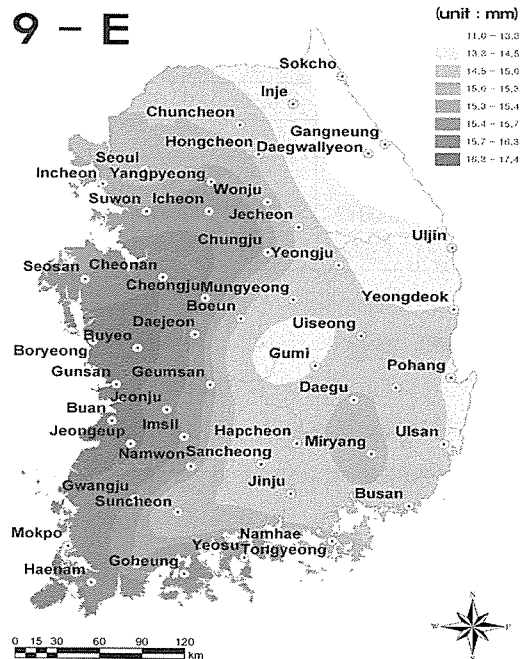 9 - E
(unit : mm)
11.0 - 13.3
13.3 - 14.5
14.5 - 15.0
15.0 - 15.3
15.3 - 15.4
15.4 - 15.7
15.7 - 16.3
16.3 - 17.4
Sokcho
Inje
Chuncheon
Hongcheon
Gangneung
Daegwallyeon
Seoul
Incheon
Yangpyeong
Suwon
Icheon
Wonju
Jecheon
Chungju
Yeongju
Uljin
Seosan
Cheonan
Cheongju
Mungyeong
Yeongdeok
Boeun
Daejeon
Uiseong
Buyeo
Boryeong
Gumi
Pohang
Gunsan
Geumsan
Daegu
Jeonju
Buan
Imsil
Hapcheon
Jeongeup
Miryang
Ulsan
Namwon
Sancheong
Gwangju
Jinju
Busan
Suncheon
Mokpo
Namhae
Yeosu
Tongyeong
Goheung
Haenam
0 15 30 60 90 120
km
N
W
E
S